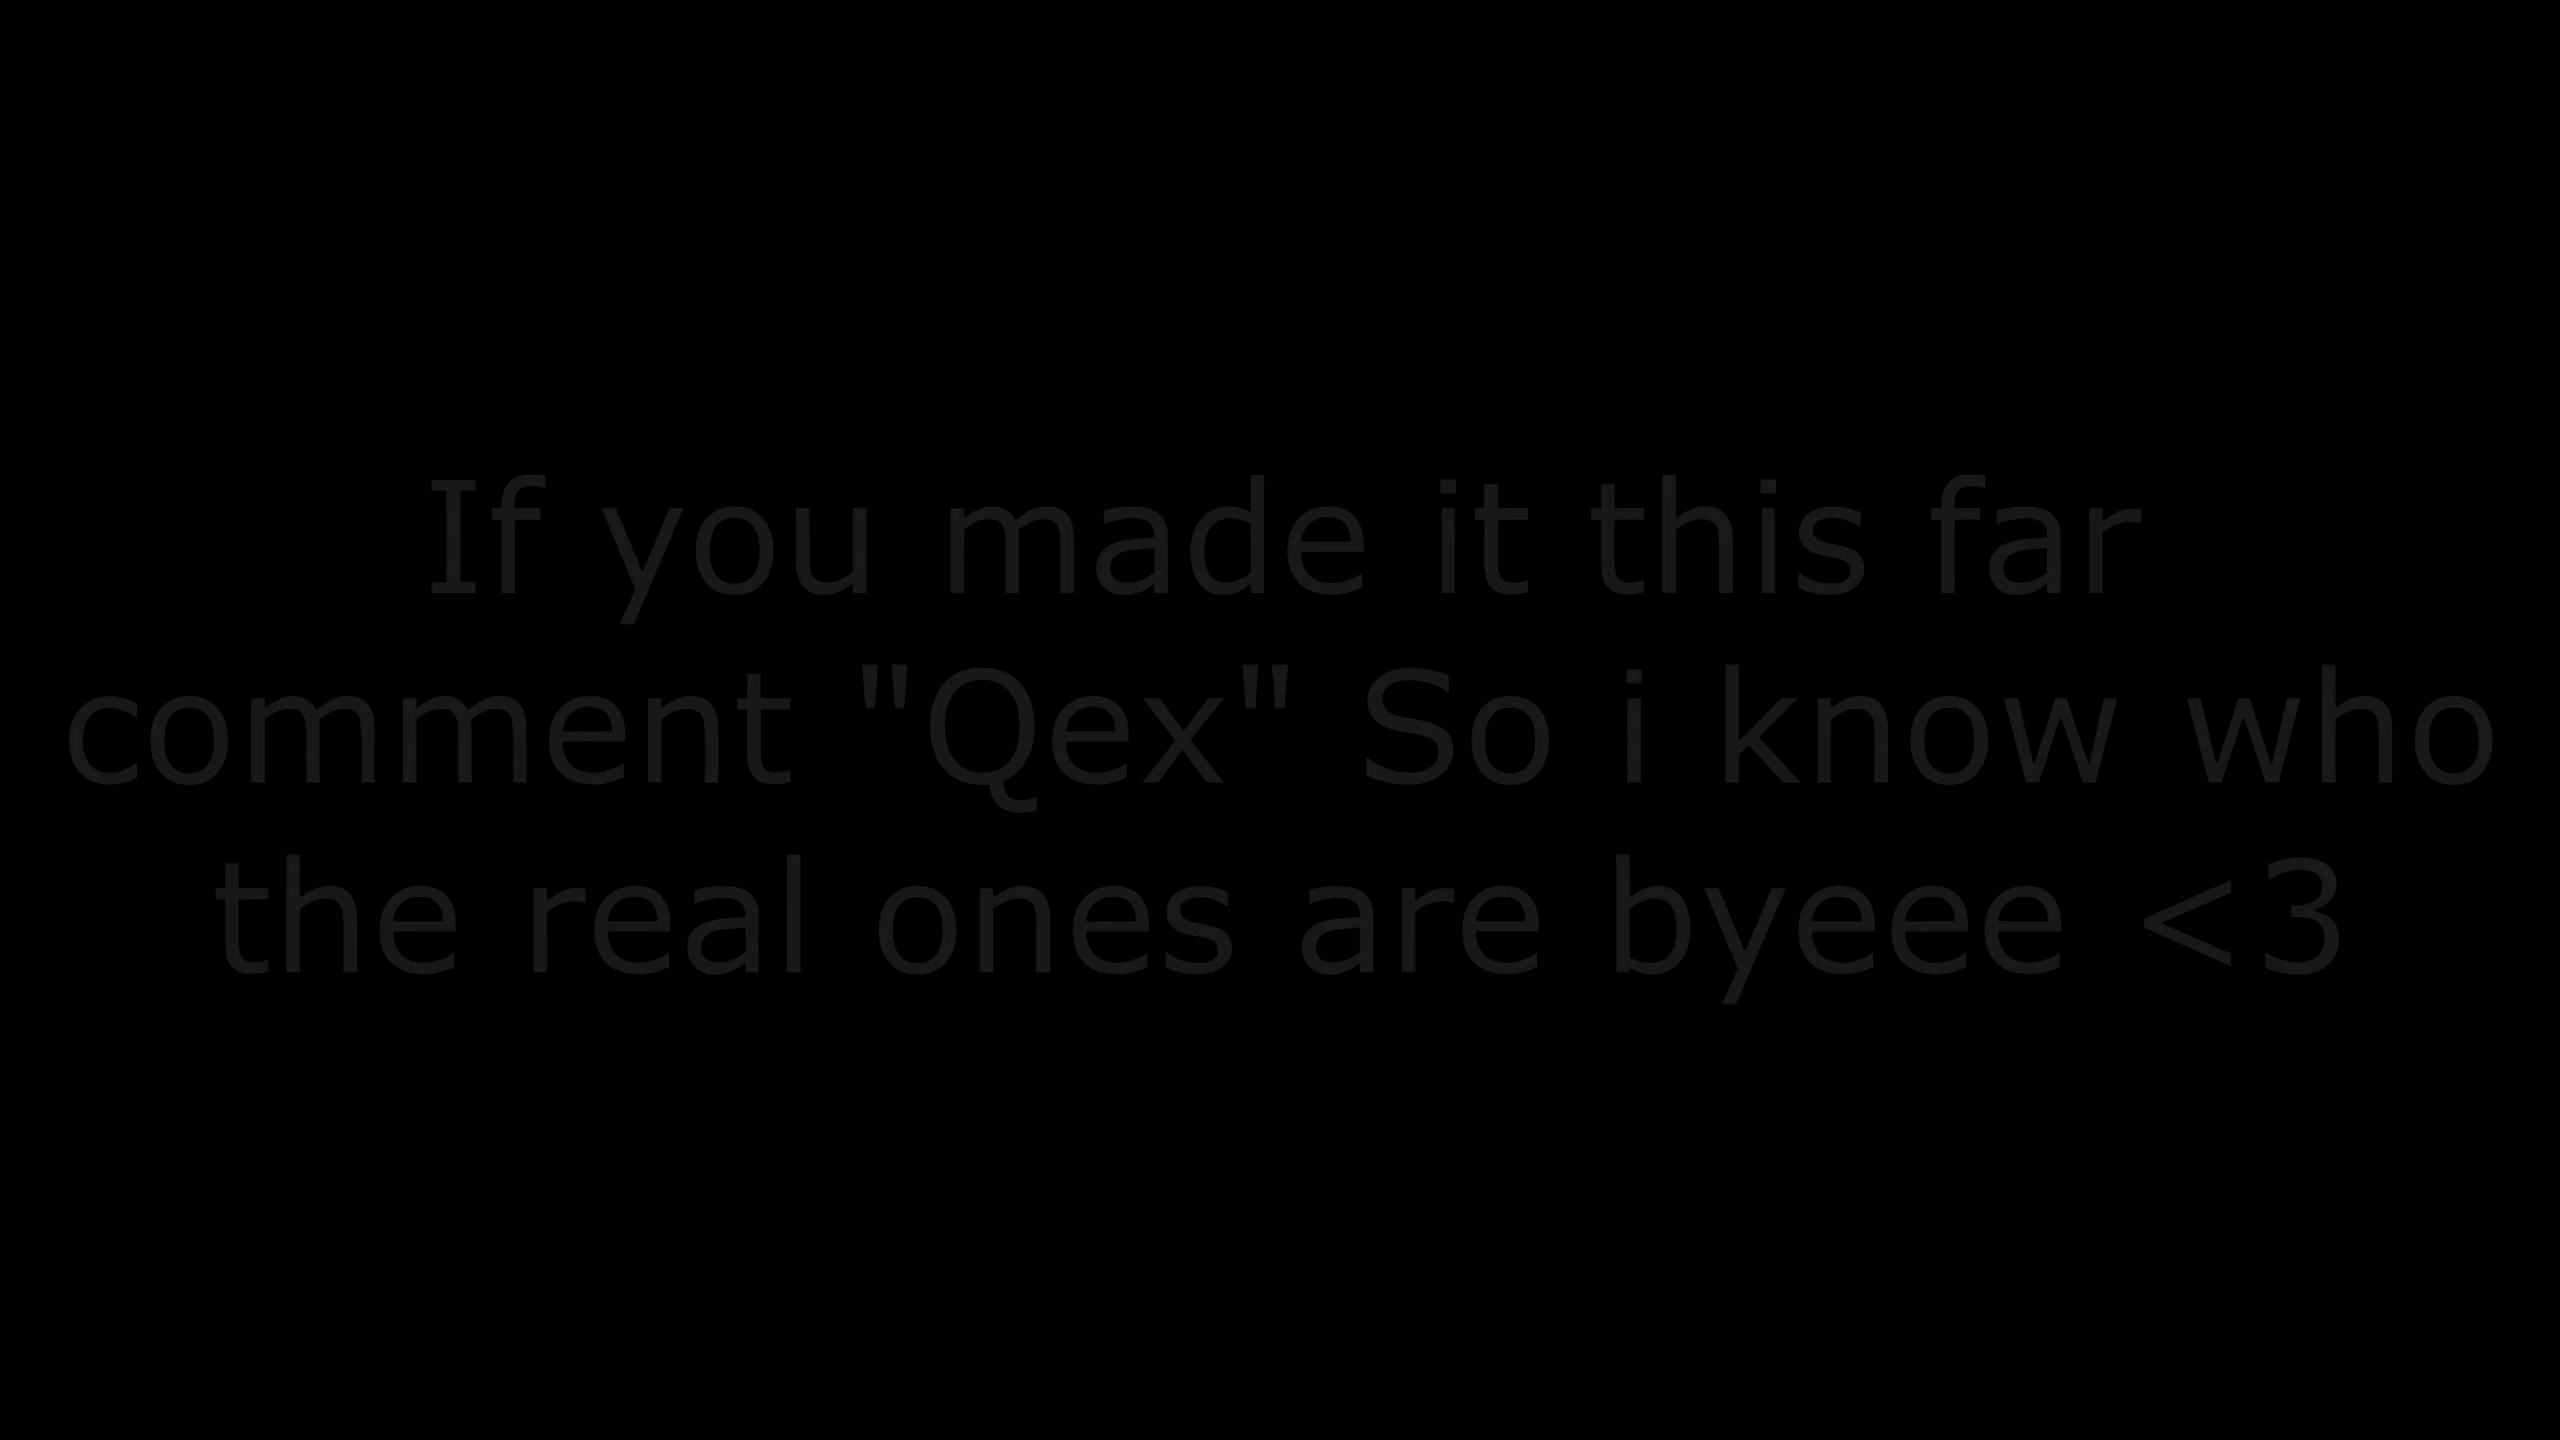 If you made it this far
comment "Qex" So i know who
the real ones are byeee <3